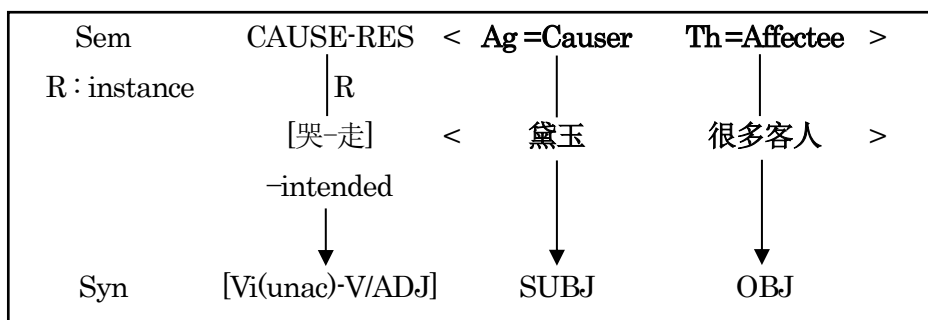 Sem CAUSE-RES < Ag=Causer Th=Affectee >
R：instance R
[哭-走] < 黛玉 很多客人 >
-intended
Syn [Vi(unac)-V/ADJ] SUBJ OBJ